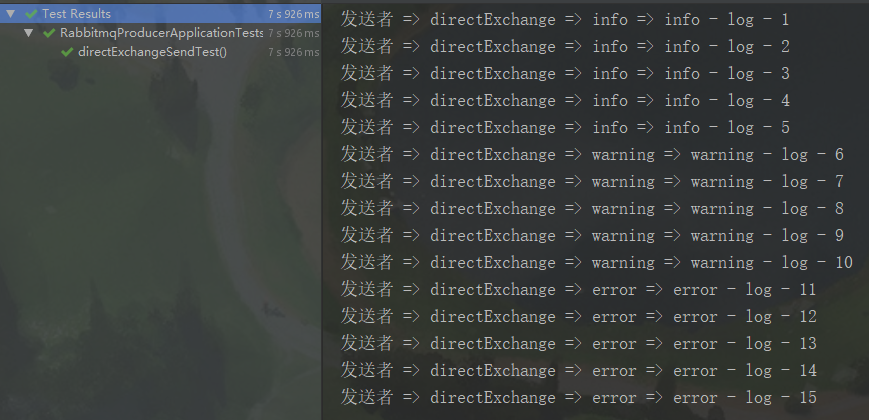 Test Results 7 s 926 ms
RabbitmqProducerApplicationTests 7 s 926 ms
directExchangeSendTest() 7 s 926 ms
发送者 => directExchange => info => info - log - 1
发送者 => directExchange => info => info - log - 2
发送者 => directExchange => info => info - log - 3
发送者 => directExchange => info => info - log - 4
发送者 => directExchange => info => info - log - 5
发送者 => directExchange => warning => warning - log - 6
发送者 => directExchange => warning => warning - log - 7
发送者 => directExchange => warning => warning - log - 8
发送者 => directExchange => warning => warning - log - 9
发送者 => directExchange => warning => warning - log - 10
发送者 => directExchange => error => error - log - 11
发送者 => directExchange => error => error - log - 12
发送者 => directExchange => error => error - log - 13
发送者 => directExchange => error => error - log - 14
发送者 => directExchange => error => error - log - 15